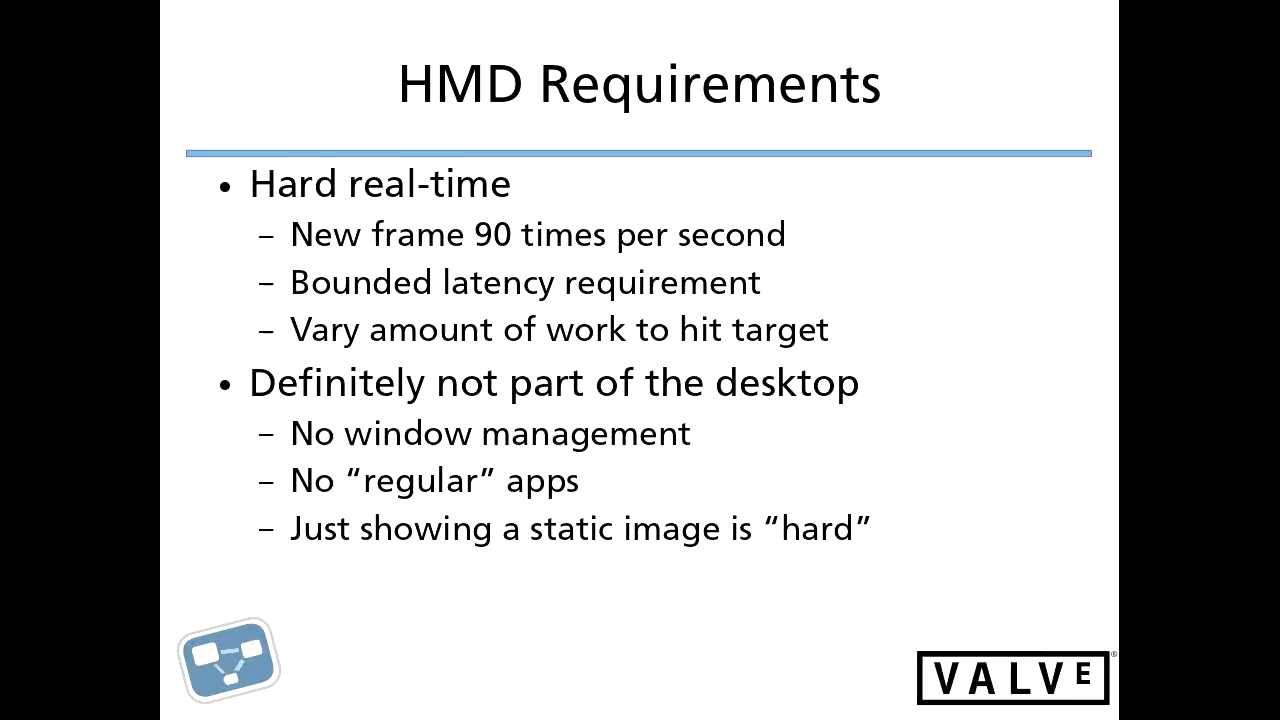 HMD Requirements
• Hard real-time
– New frame 90 times per second
– Bounded latency requirement
– Vary amount of work to hit target
• Definitely not part of the desktop
– No window management
– No “regular” apps
– Just showing a static image is “hard”
VALVE®